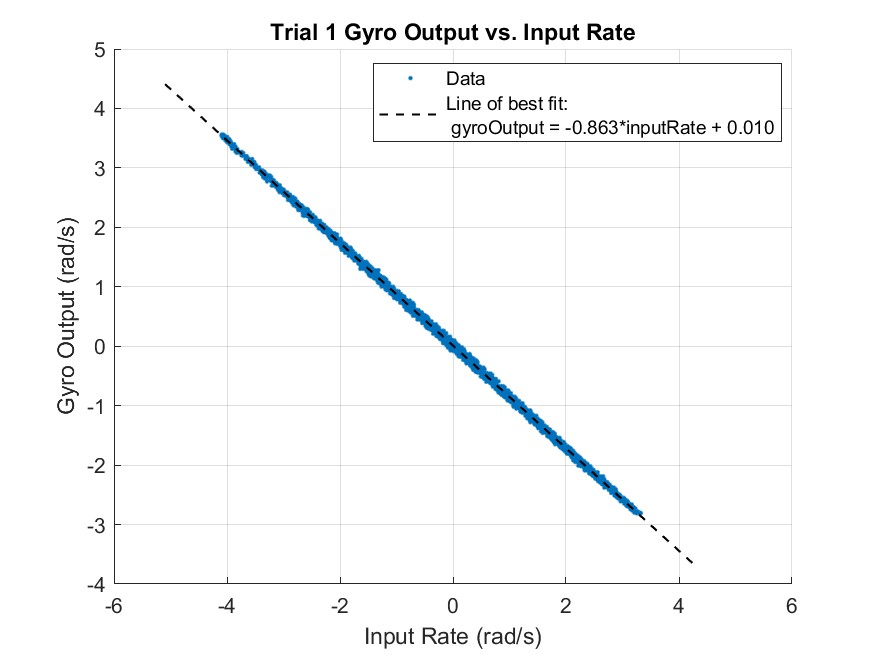 Trial 1 Gyro Output vs. Input Rate
Data
Line of best fit:
gyroOutput = -0.863*inputRate + 0.010
5
4
3
2
1
0
-1
-2
-3
-4
Gyro Output (rad/s)
-6
-4
-2
0
2
4
6
Input Rate (rad/s)